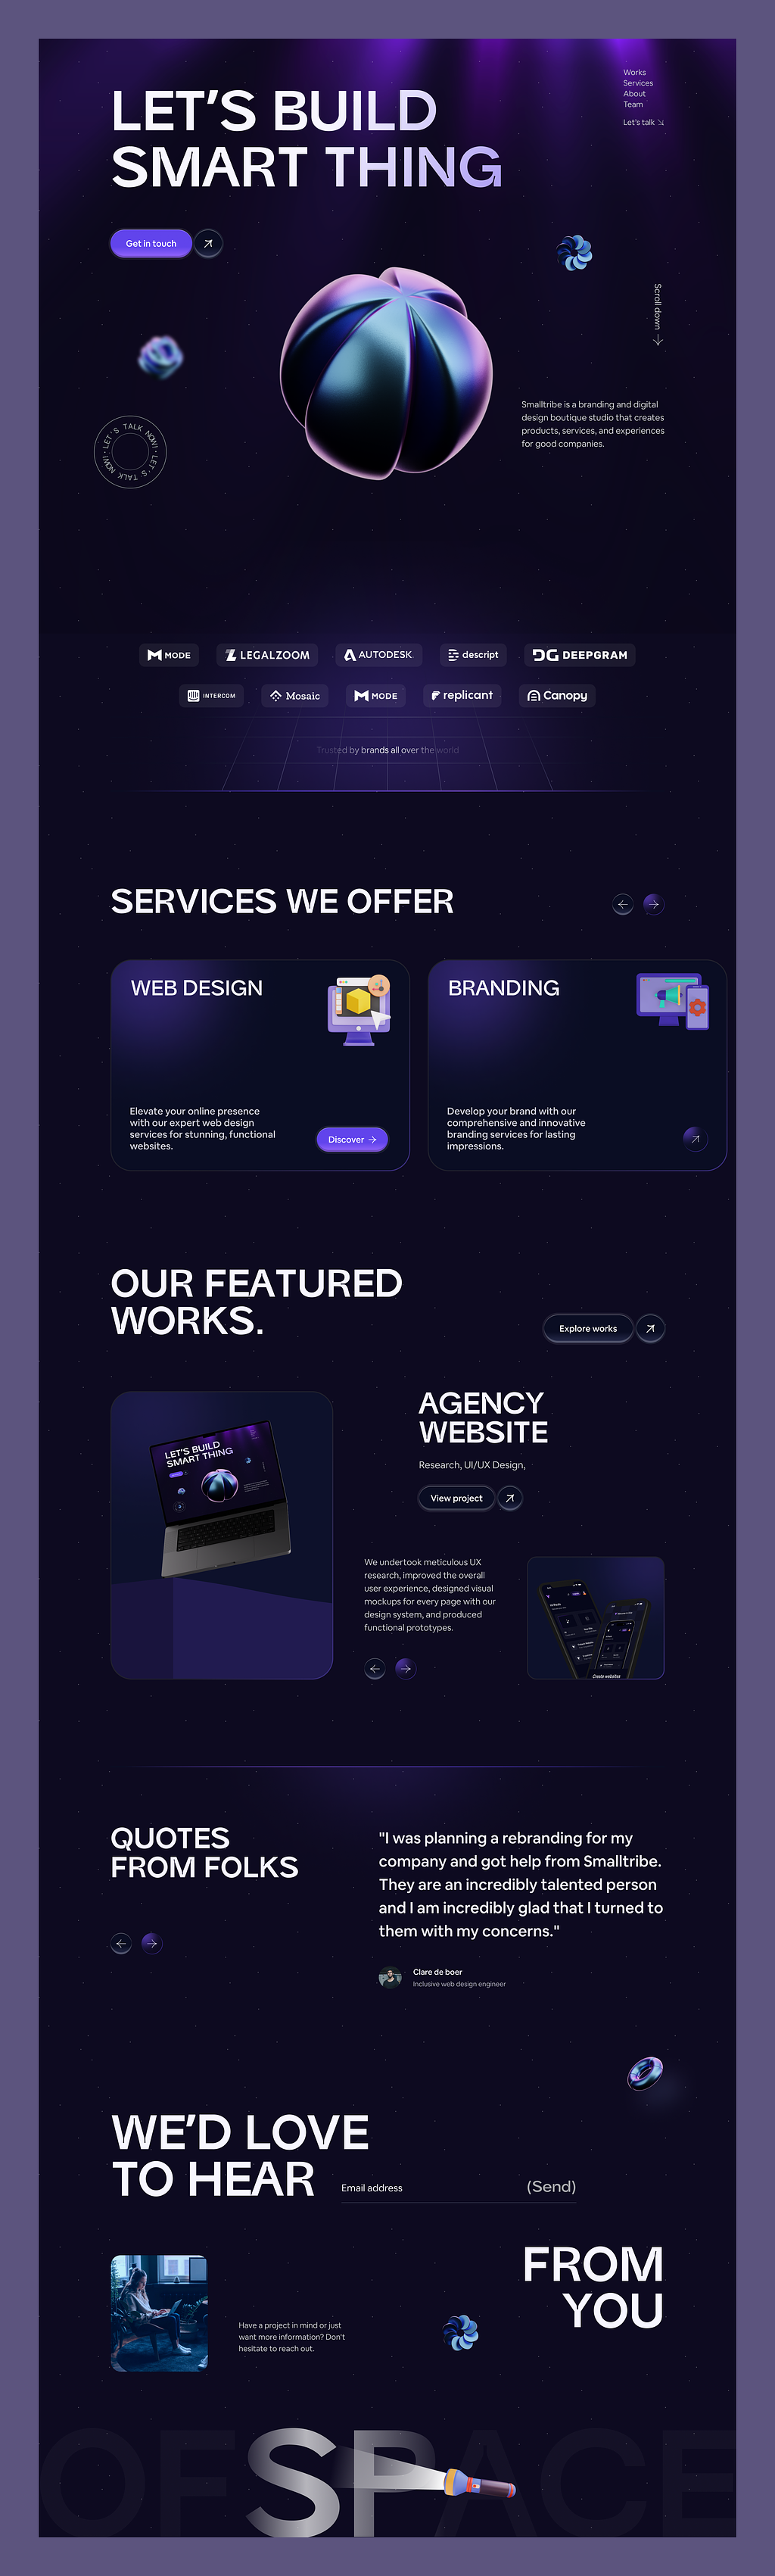 LET'S BUILD
SMART THING
Works
Services
About
Team
Let's talk
Get in touch
Scroll down
LET'S TALK NOW! · LET'S TALK NOW! ·
Smalltribe is a branding and digital
design boutique studio that creates
products, services, and experiences
for good companies.
MODE
LEGALZOOM
AUTODESK
descript
DEEPGRAM
INTERCOM
Mosaic
MODE
replicant
Canopy
Trusted by brands all over the world
SERVICES WE OFFER
WEB DESIGN
Elevate your online presence
with our expert web design
services for stunning, functional
websites.
Discover
BRANDING
Develop your brand with our
comprehensive and innovative
branding services for lasting
impressions.
OUR FEATURED
WORKS.
Explore works
LET'S BUILD
SMART THING
AGENCY
WEBSITE
Research, UI/UX Design,
View project
We undertook meticulous UX
research, improved the overall
user experience, designed visual
mockups for every page with our
design system, and produced
functional prototypes.
Create websites
QUOTES
FROM FOLKS
"I was planning a rebranding for my
company and got help from Smalltribe.
They are an incredibly talented person
and I am incredibly glad that I turned to
them with my concerns."
Clare de boer
Inclusive web design engineer
WE'D LOVE
TO HEAR
Email address
(Send)
FROM
YOU
Have a project in mind or just
want more information? Don't
hesitate to reach out.
OF SPACE